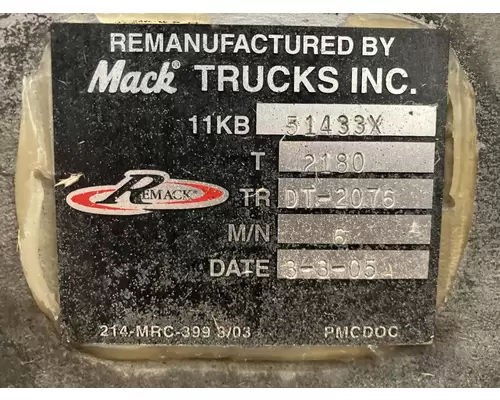 REMANUFACTURED BY
Mack® TRUCKS INC.
11KB 51433X
T 2180
REMACK®
TR DT-2076
M/N 6
DATE 3-3-05
214-MRC-399 3/03 PMCDOC